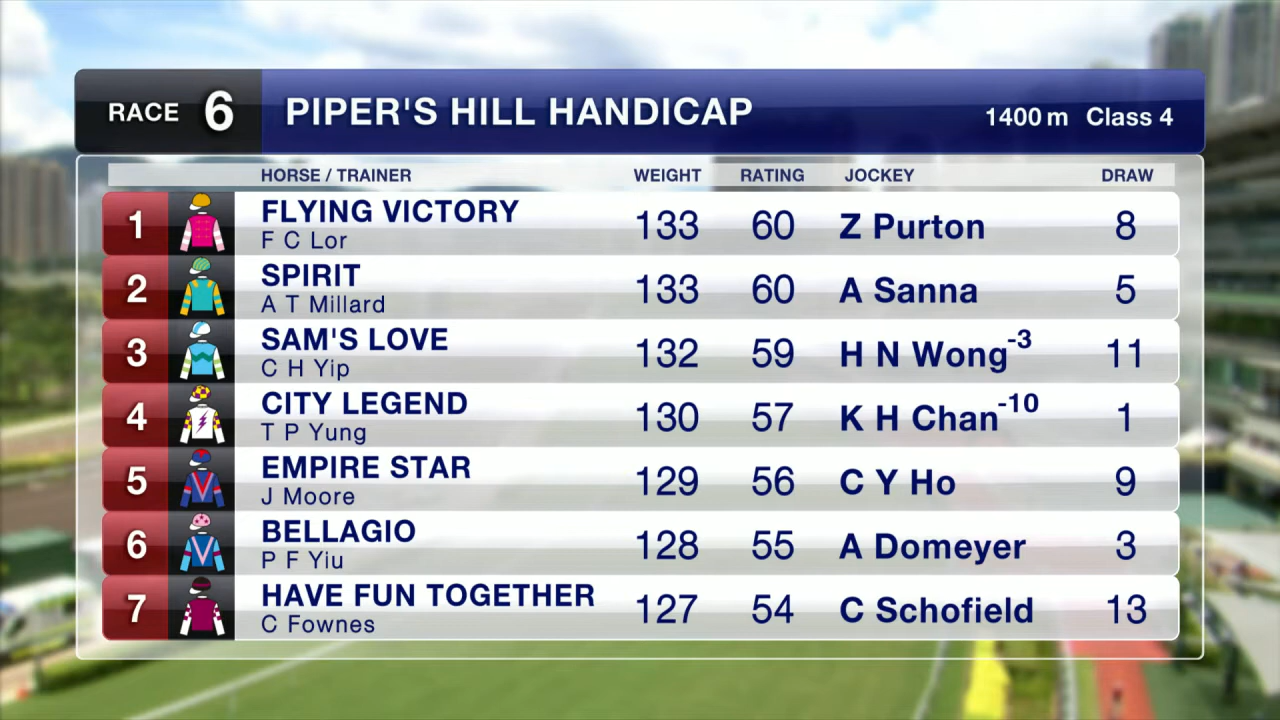 RACE 6 PIPER'S HILL HANDICAP 1400 m Class 4
HORSE / TRAINER WEIGHT RATING JOCKEY DRAW
1 FLYING VICTORY 133 60 Z Purton 8
F C Lor
2 SPIRIT 133 60 A Sanna 5
A T Millard
3 SAM'S LOVE 132 59 H N Wong-3 11
C H Yip
4 CITY LEGEND 130 57 K H Chan-10 1
T P Yung
5 EMPIRE STAR 129 56 C Y Ho 9
J Moore
6 BELLAGIO 128 55 A Domeyer 3
P F Yiu
7 HAVE FUN TOGETHER 127 54 C Schofield 13
C Fownes